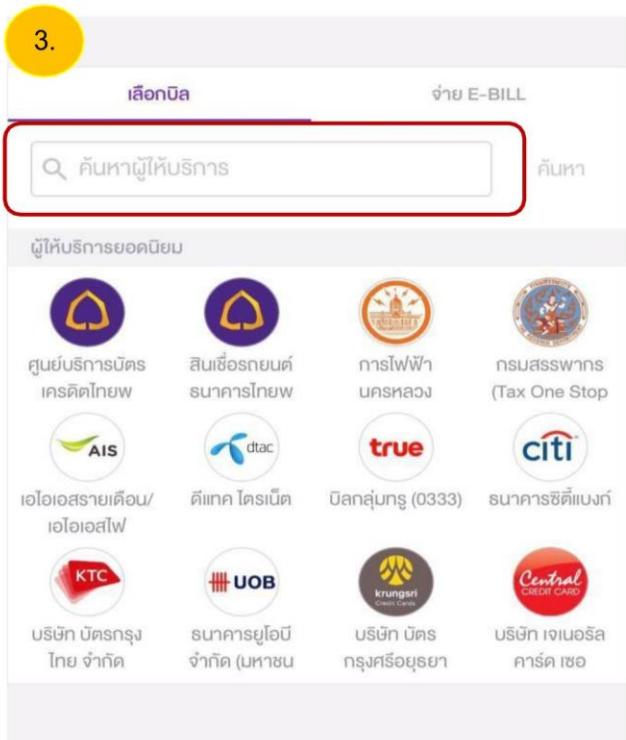 3.
เลือกบิล
จ่าย E-BILL
ค้นหาผู้ให้บริการ
ค้นหา
ผู้ให้บริการยอดนิยม
ศูนย์บริการบัตร
เครดิตไทยพ
สินเชื่อรถยนต์
ธนาคารไทยพ
การไฟฟ้า
นครหลวง
กรมสรรพากร
(Tax One Stop
AIS
เอไอเอสรายเดือน/
เอไอเอสไฟ
dtac
ดีแทค ไตรเน็ต
true
บิลกลุ่มทรู (0333)
citi
ธนาคารซิตี้แบงก์
KTC
บริษัท บัตรกรุง
ไทย จำกัด
UOB
ธนาคารยูโอบี
จำกัด (มหาชน
krungsri
Credit Cards
บริษัท บัตร
กรุงศรีอยุธยา
Central
CREDIT CARD
บริษัท เจเนอรัล
คาร์ด เซอ